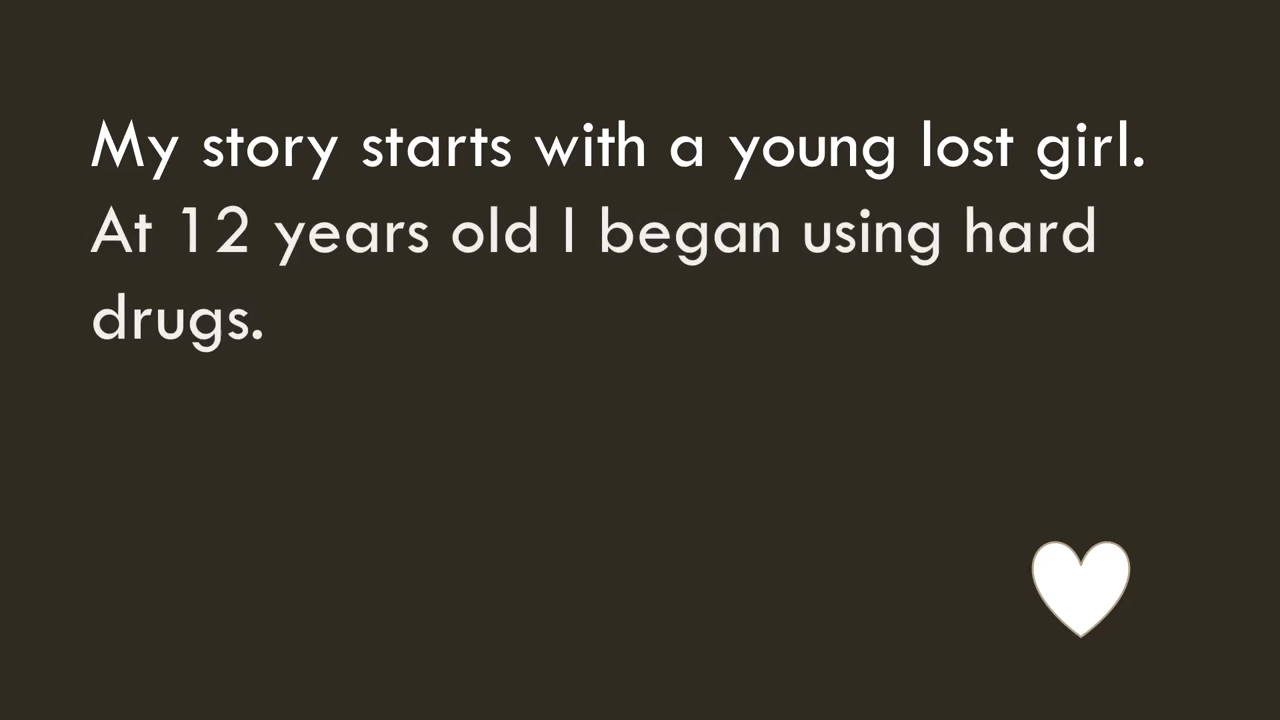 My story starts with a young lost girl.
At 12 years old I began using hard
drugs.